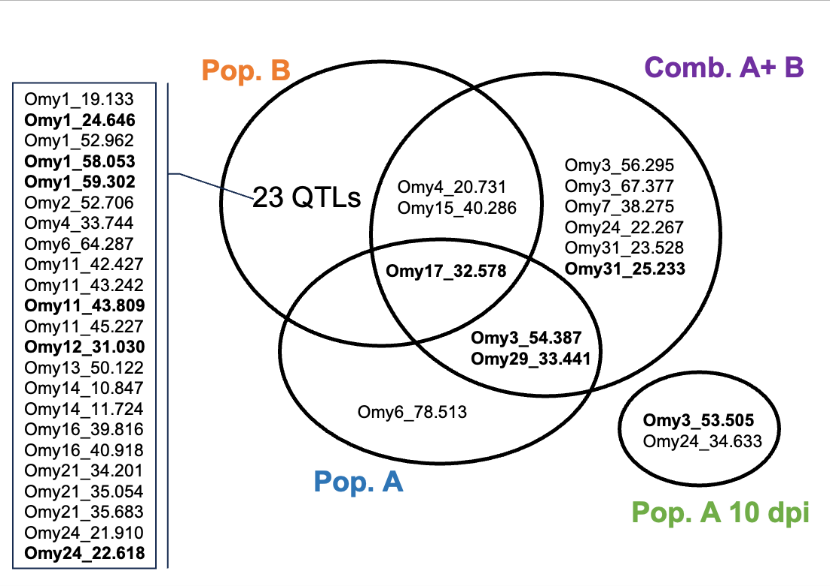 Pop. B
Comb. A+ B
Omy1_19.133
Omy1_24.646
Omy1_52.962
Omy1_58.053
Omy1_59.302
Omy2_52.706
Omy4_33.744
Omy6_64.287
Omy11_42.427
Omy11_43.242
Omy11_43.809
Omy11_45.227
Omy12_31.030
Omy13_50.122
Omy14_10.847
Omy14_11.724
Omy16_39.816
Omy16_40.918
Omy21_34.201
Omy21_35.054
Omy21_35.683
Omy24_21.910
Omy24_22.618
23 QTLs
Omy4_20.731
Omy15_40.286
Omy3_56.295
Omy3_67.377
Omy7_38.275
Omy24_22.267
Omy31_23.528
Omy31_25.233
Omy17_32.578
Omy3_54.387
Omy29_33.441
Omy6_78.513
Pop. A
Omy3_53.505
Omy24_34.633
Pop. A 10 dpi